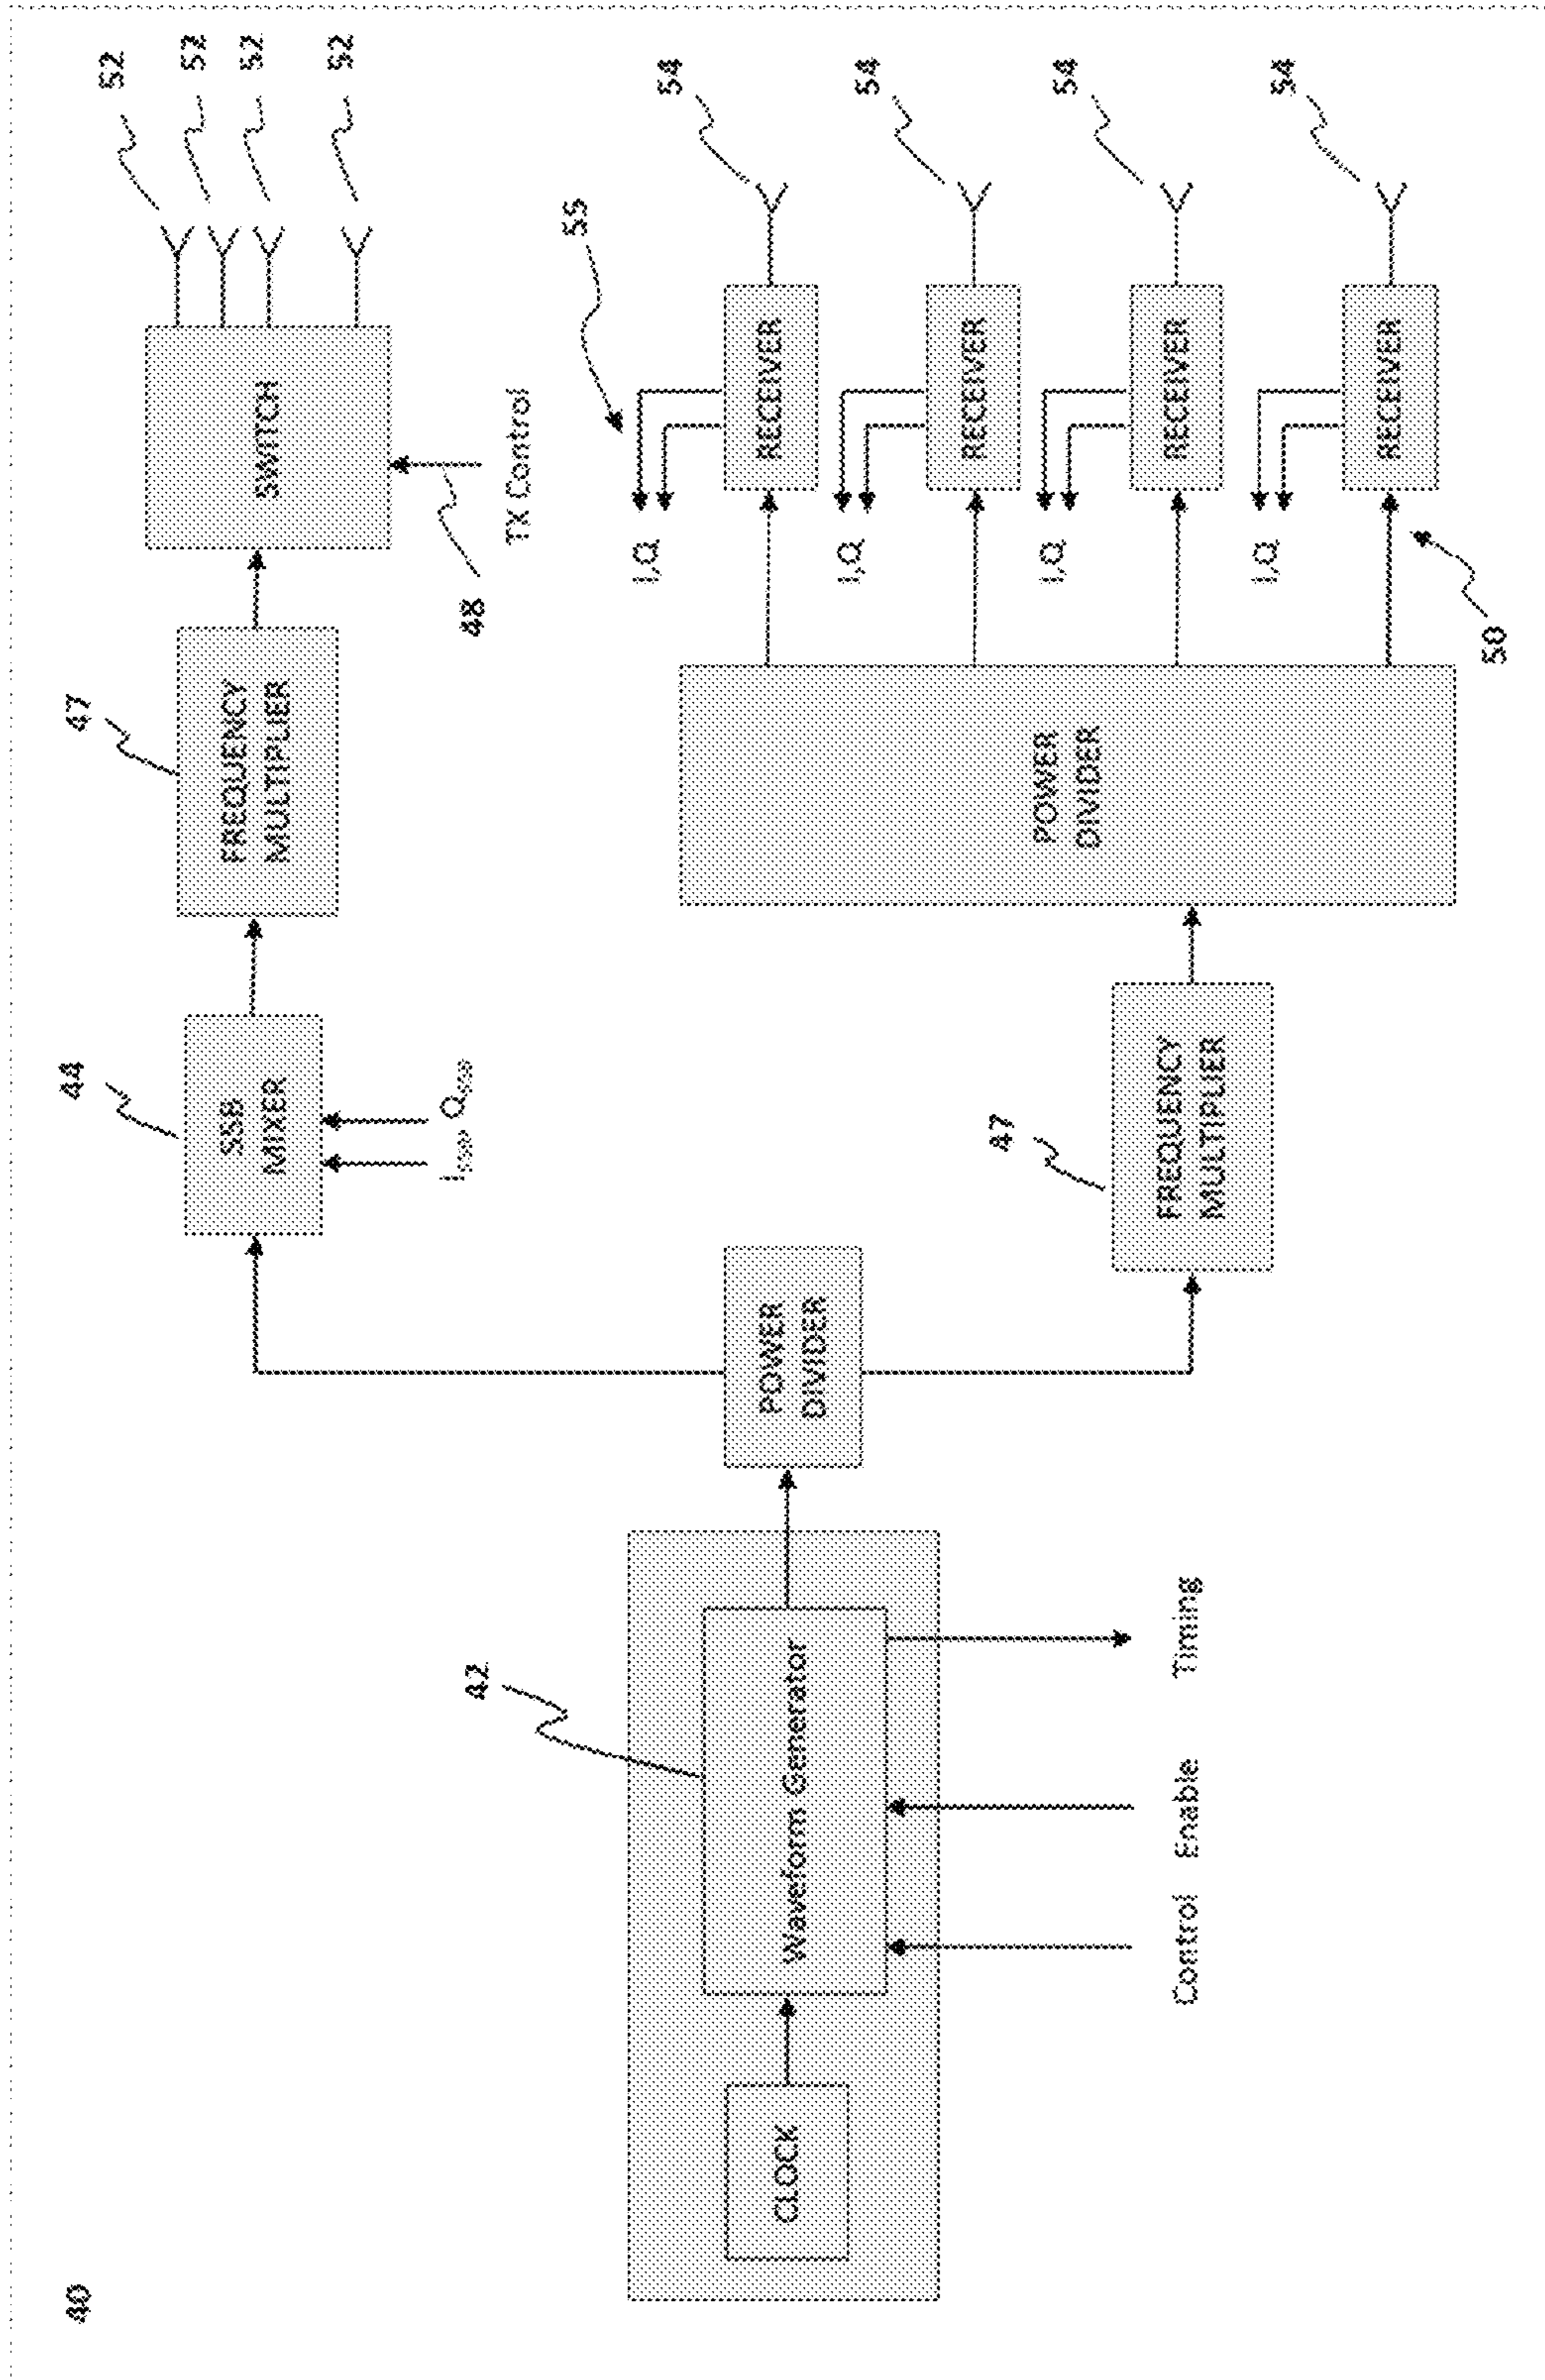 40
52
52
52
52
47
44
SWITCH
FREQUENCY
MULTIPLIER
SSB
MIXER
I_SSB, Q_SSB
48
TX Control
42
CLOCK
Waveform Generator
Control
Enable
Timing
POWER
DIVIDER
47
FREQUENCY
MULTIPLIER
POWER
DIVIDER
55
54
54
54
54
I,Q
I,Q
I,Q
I,Q
RECEIVER
RECEIVER
RECEIVER
RECEIVER
50